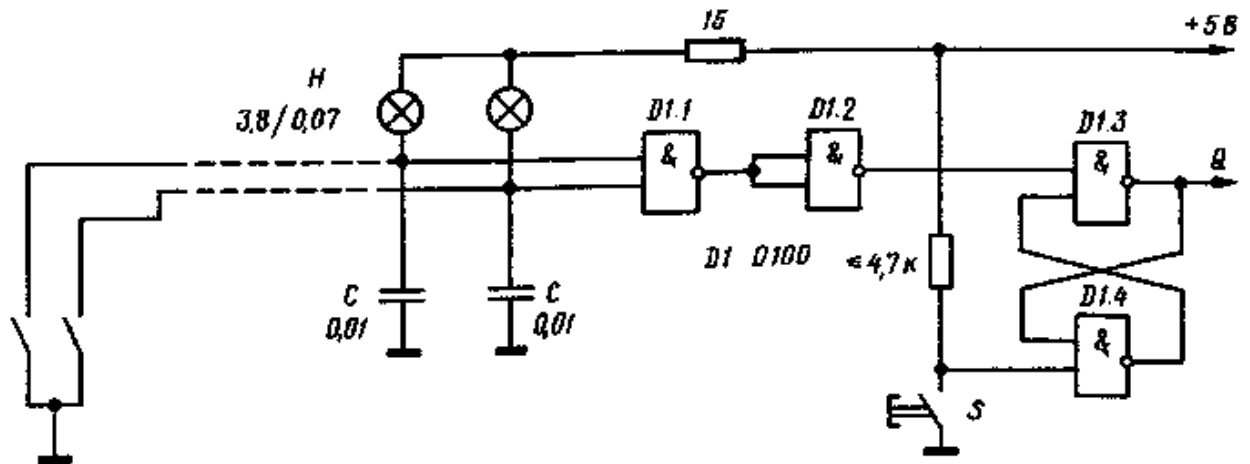 15
+5 В
Н
3,8 / 0,07
D1.1
D1.2
D1.3
&
&
&
Q
D1 D100
≤4,7к
С
0,01
С
0,01
D1.4
&
S